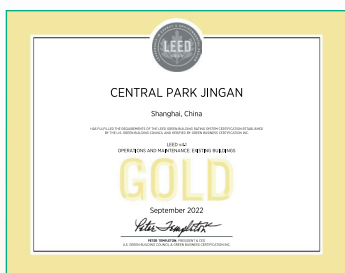 LEED
CENTRAL PARK JINGAN
Shanghai, China
HAS FULFILLED THE REQUIREMENTS OF THE LEED GREEN BUILDING RATING SYSTEM CERTIFICATION ESTABLISHED
BY THE U.S. GREEN BUILDING COUNCIL AND VERIFIED BY GREEN BUSINESS CERTIFICATION INC.
LEED v4.1
OPERATIONS AND MAINTENANCE: EXISTING BUILDINGS
GOLD
September 2022
Peter Templeton
PETER TEMPLETON, PRESIDENT & CEO
U.S. GREEN BUILDING COUNCIL & GREEN BUSINESS CERTIFICATION INC.